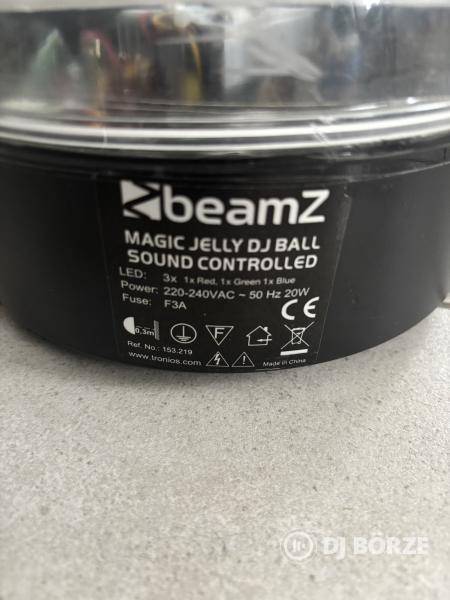 beamZ
MAGIC JELLY DJ BALL
SOUND CONTROLLED
LED: 3x 1x Red, 1x Green 1x Blue
Power: 220-240VAC ~ 50 Hz 20W
Fuse: F3A
CE
0,3m
F
Ref. No.: 153.219
www.tronios.com
Made in China
DJ BÖRZE